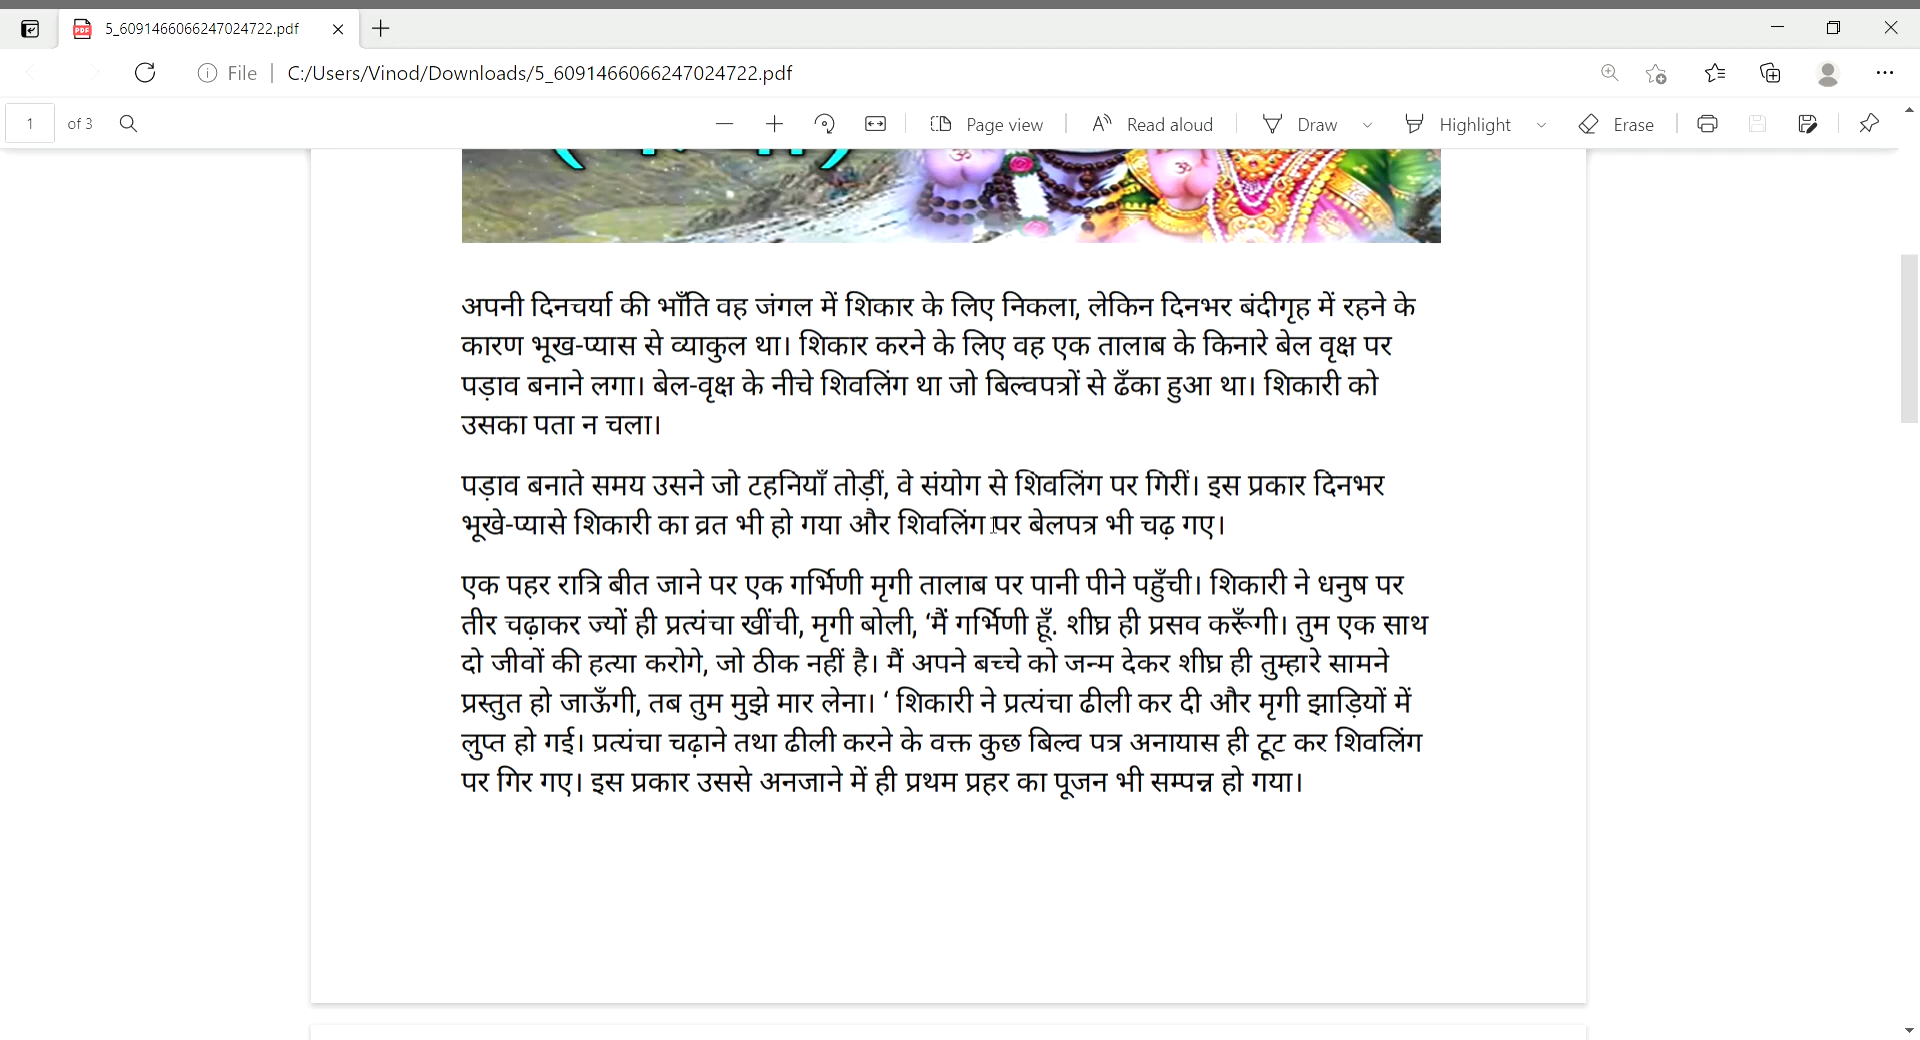 5_6091466066247024722.pdf
File | C:/Users/Vinod/Downloads/5_6091466066247024722.pdf
1 of 3 Page view Read aloud Draw Highlight Erase
ॐ ॐ
अपनी दिनचर्या की भाँति वह जंगल में शिकार के लिए निकला, लेकिन दिनभर बंदीगृह में रहने के
कारण भूख-प्यास से व्याकुल था। शिकार करने के लिए वह एक तालाब के किनारे बेल वृक्ष पर
पड़ाव बनाने लगा। बेल-वृक्ष के नीचे शिवलिंग था जो बिल्वपत्रों से ढँका हुआ था। शिकारी को
उसका पता न चला।
पड़ाव बनाते समय उसने जो टहनियाँ तोड़ीं, वे संयोग से शिवलिंग पर गिरीं। इस प्रकार दिनभर
भूखे-प्यासे शिकारी का व्रत भी हो गया और शिवलिंग पर बेलपत्र भी चढ़ गए।
एक पहर रात्रि बीत जाने पर एक गर्भिणी मृगी तालाब पर पानी पीने पहुँची। शिकारी ने धनुष पर
तीर चढ़ाकर ज्यों ही प्रत्यंचा खींची, मृगी बोली, ‘मैं गर्भिणी हूँ. शीघ्र ही प्रसव करूँगी। तुम एक साथ
दो जीवों की हत्या करोगे, जो ठीक नहीं है। मैं अपने बच्चे को जन्म देकर शीघ्र ही तुम्हारे सामने
प्रस्तुत हो जाऊँगी, तब तुम मुझे मार लेना। ‘ शिकारी ने प्रत्यंचा ढीली कर दी और मृगी झाड़ियों में
लुप्त हो गई। प्रत्यंचा चढ़ाने तथा ढीली करने के वक्त कुछ बिल्व पत्र अनायास ही टूट कर शिवलिंग
पर गिर गए। इस प्रकार उससे अनजाने में ही प्रथम प्रहर का पूजन भी सम्पन्न हो गया।